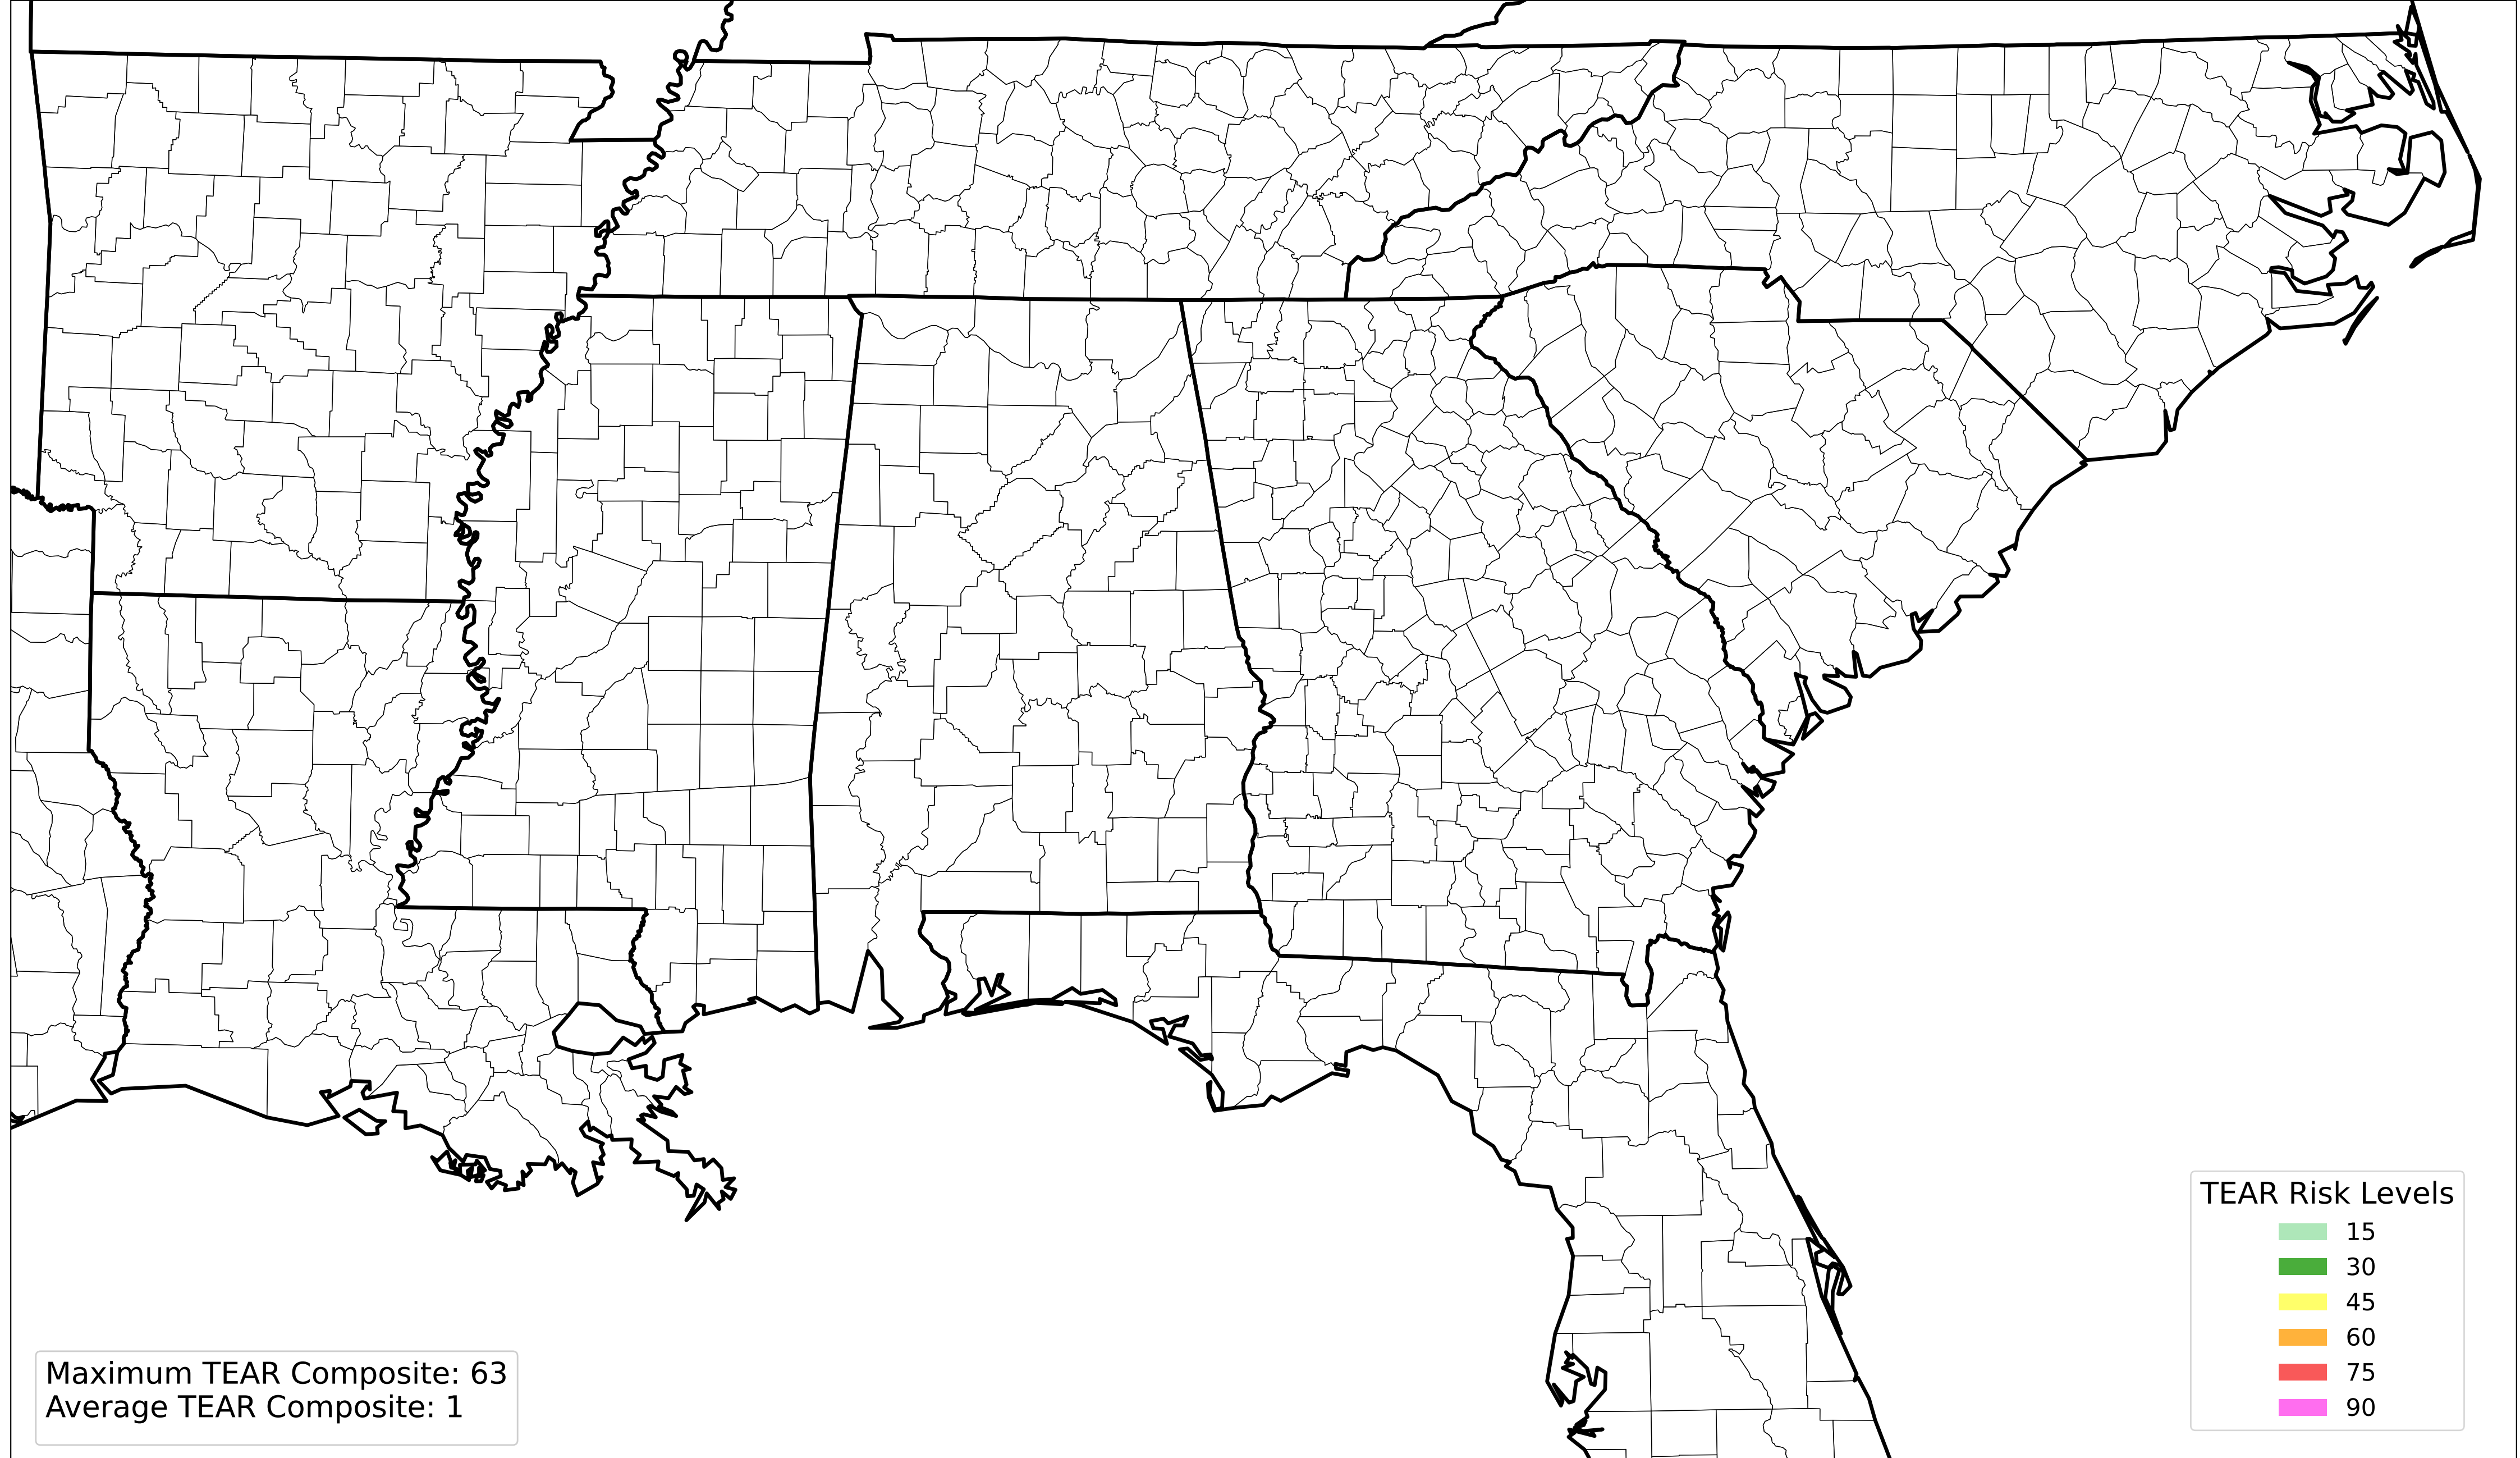 TEAR Risk Levels
15
30
45
60
75
90
Maximum TEAR Composite: 63
Average TEAR Composite: 1